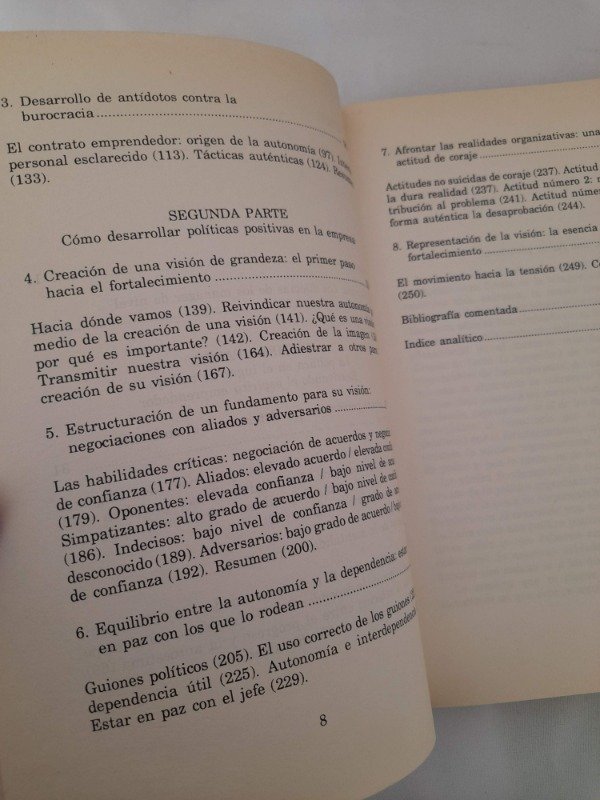 3. Desarrollo de antídotos contra la
burocracia
El contrato emprendedor: origen de la autonomía (97).
personal esclarecido (113). Tácticas auténticas (124).
(133).
SEGUNDA PARTE
Cómo desarrollar políticas positivas en la empresa
4. Creación de una visión de grandeza: el primer paso
hacia el fortalecimiento
Hacia dónde vamos (139). Reivindicar nuestra autonomía
medio de la creación de una visión (141). ¿Qué es una
por qué es importante? (142). Creación de la imagen
Transmitir nuestra visión (164). Adiestrar a otros
creación de su visión (167).
5. Estructuración de un fundamento para su visión:
negociaciones con aliados y adversarios
Las habilidades críticas: negociación de acuerdos y
de confianza (177). Aliados: elevado acuerdo / elevada
(179). Oponentes: elevada confianza / bajo nivel de
Simpatizantes: alto grado de acuerdo / bajo nivel de
(186). Indecisos: bajo nivel de confianza / grado de
desconocido (189). Adversarios: bajo grado de acuerdo /
de confianza (192). Resumen (200).
6. Equilibrio entre la autonomía y la dependencia:
en paz con los que lo rodean
Guiones políticos (205). El uso correcto de los guiones
dependencia útil (225). Autonomía e
Estar en paz con el jefe (229).
8
7. Afrontar las realidades organizativas: una
actitud de coraje
Actitudes no suicidas de coraje (237). Actitud
la dura realidad (237). Actitud número 2:
tribución al problema (241). Actitud
forma auténtica la desaprobación (244).
8. Representación de la visión: la esencia
fortalecimiento
El movimiento hacia la tensión (249).
(250).
Bibliografía comentada
Indice analítico